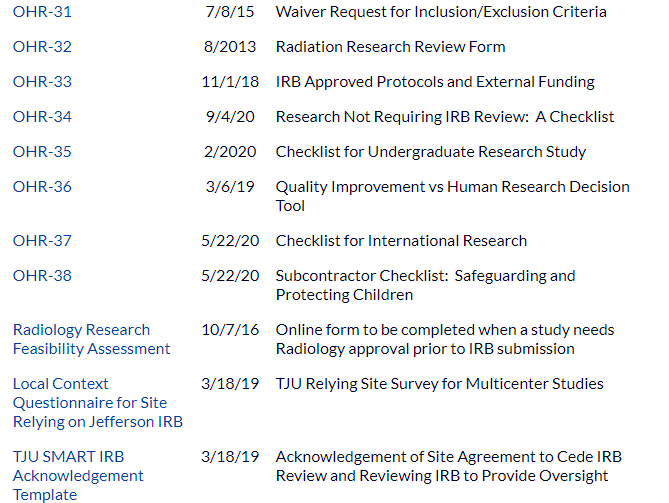 OHR-31 7/8/15 Waiver Request for Inclusion/Exclusion Criteria
OHR-32 8/2013 Radiation Research Review Form
OHR-33 11/1/18 IRB Approved Protocols and External Funding
OHR-34 9/4/20 Research Not Requiring IRB Review: A Checklist
OHR-35 2/2020 Checklist for Undergraduate Research Study
OHR-36 3/6/19 Quality Improvement vs Human Research Decision
Tool
OHR-37 5/22/20 Checklist for International Research
OHR-38 5/22/20 Subcontractor Checklist: Safeguarding and
Protecting Children
Radiology Research 10/7/16 Online form to be completed when a study needs
Feasibility Assessment Radiology approval prior to IRB submission
Local Context 3/18/19 TJU Relying Site Survey for Multicenter Studies
Questionnaire for Site
Relying on Jefferson IRB
TJU SMART IRB 3/18/19 Acknowledgement of Site Agreement to Cede IRB
Acknowledgement Review and Reviewing IRB to Provide Oversight
Template